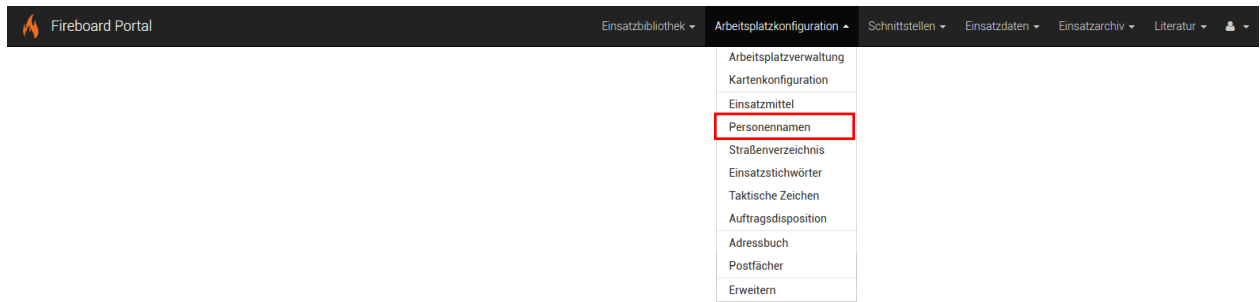 Fireboard Portal Einsatzbibliothek Arbeitsplatzkonfiguration Schnittstellen Einsatzdaten Einsatzarchiv Literatur
Arbeitsplatzverwaltung
Kartenkonfiguration
Einsatzmittel
Personennamen
Straßenverzeichnis
Einsatzstichwörter
Taktische Zeichen
Auftragsdisposition
Adressbuch
Postfächer
Erweitern